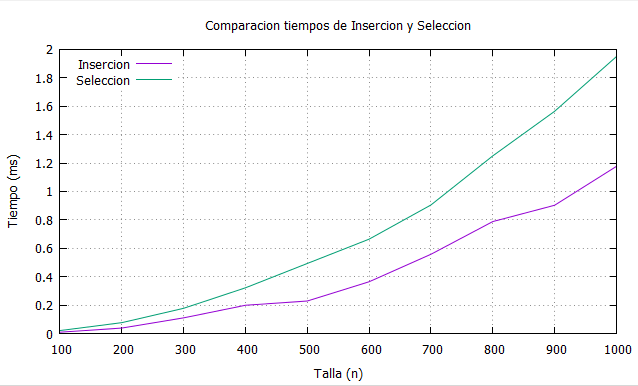 Comparacion tiempos de Insercion y Seleccion
Insercion
Seleccion
2
1.8
1.6
1.4
1.2
1
0.8
0.6
0.4
0.2
0
Tiempo (ms)
100 200 300 400 500 600 700 800 900 1000
Talla (n)